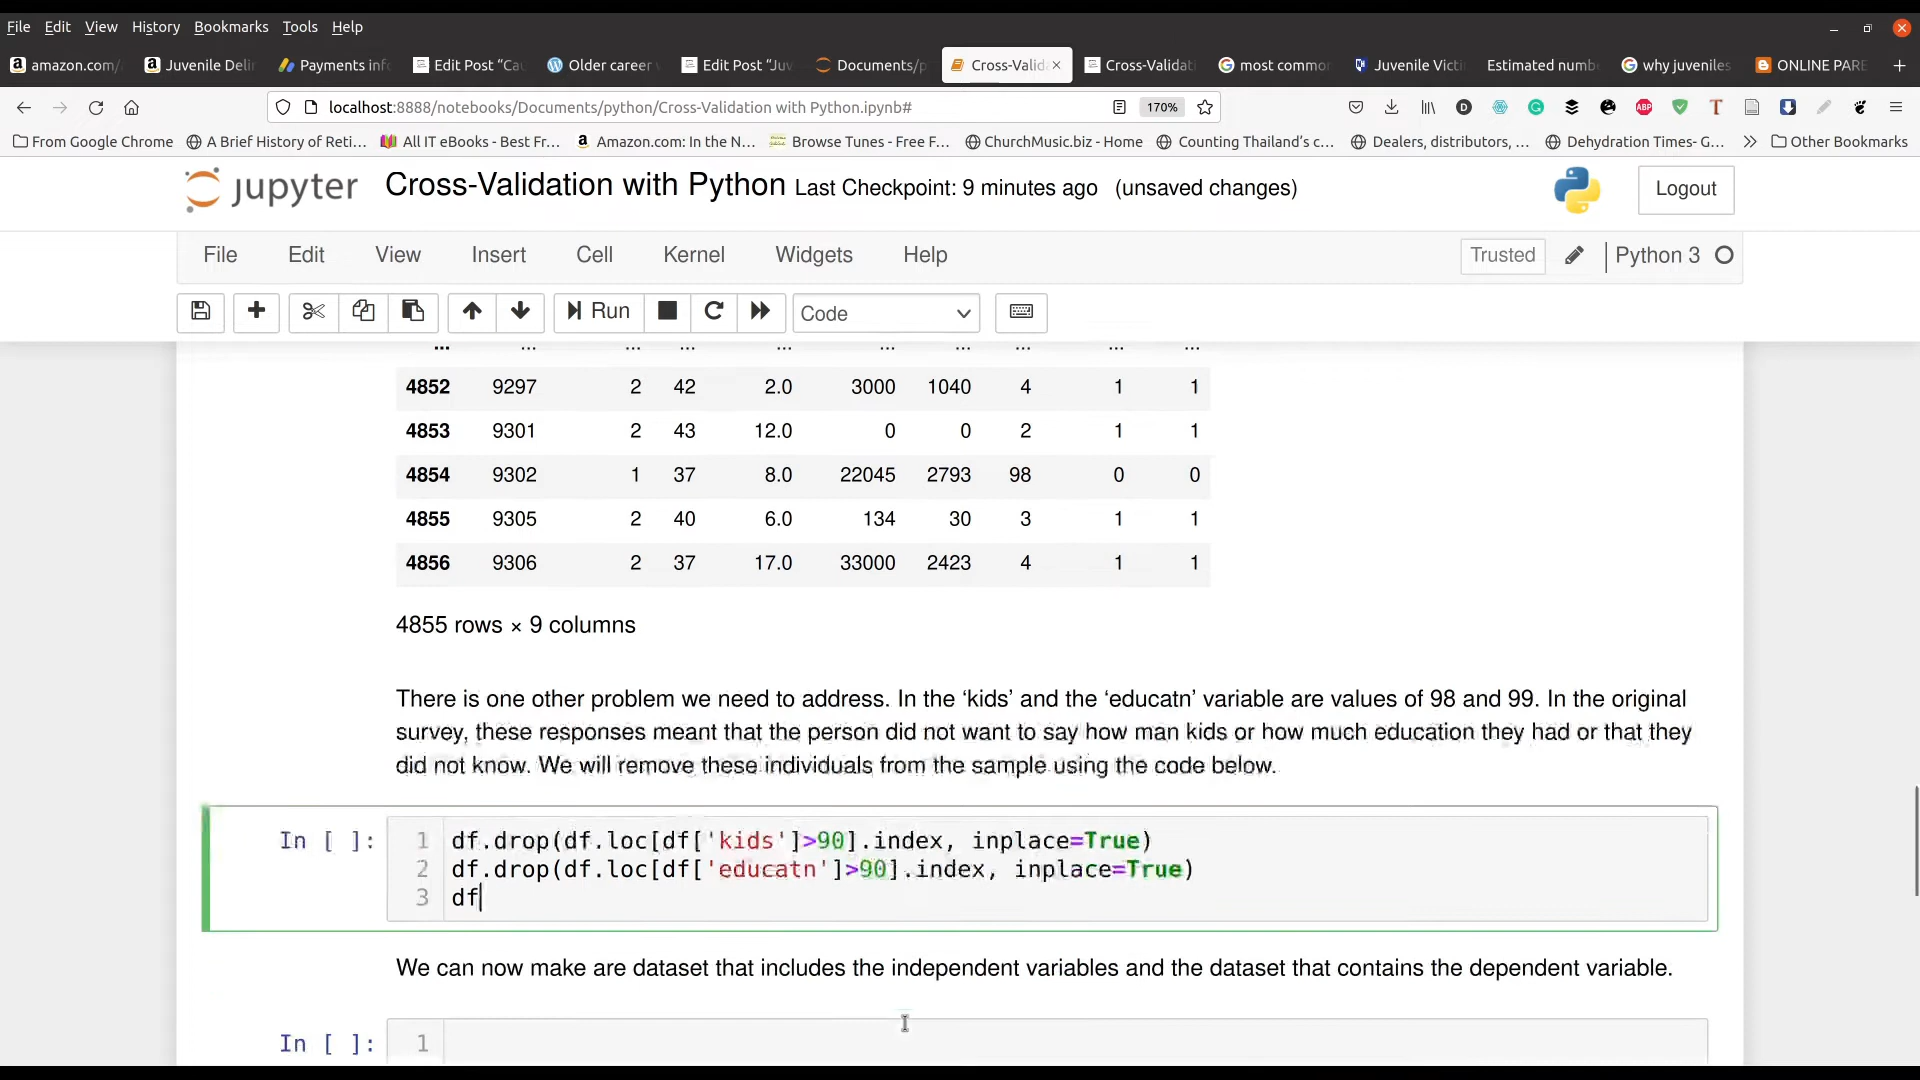 File Edit View History Bookmarks Tools Help
amazon.com/ Juvenile Deli Payments info Edit Post “Ca Older career Edit Post “Juv Documents/p Cross-Valida Cross-Validat most commo Juvenile Victi Estimated numb why juveniles ONLINE PARE
localhost:8888/notebooks/Documents/python/Cross-Validation with Python.ipynb# 170%
From Google Chrome A Brief History of Reti... All IT eBooks - Best Fr... Amazon.com: In the N... Browse Tunes - Free F... ChurchMusic.biz - Home Counting Thailand’s c... Dealers, distributors, ... Dehydration Times- G... Other Bookmarks
jupyter Cross-Validation with Python Last Checkpoint: 9 minutes ago (unsaved changes) Logout
File Edit View Insert Cell Kernel Widgets Help Trusted Python 3
Run Code
... ... ... ... ... ... ... ... ... ...
4852 9297 2 42 2.0 3000 1040 4 1 1
4853 9301 2 43 12.0 0 0 2 1 1
4854 9302 1 37 8.0 22045 2793 98 0 0
4855 9305 2 40 6.0 134 30 3 1 1
4856 9306 2 37 17.0 33000 2423 4 1 1
4855 rows × 9 columns
There is one other problem we need to address. In the ‘kids’ and the ‘educatn’ variable are values of 98 and 99. In the original
survey, these responses meant that the person did not want to say how man kids or how much education they had or that they
did not know. We will remove these individuals from the sample using the code below.
In [ ]: 1 df.drop(df.loc[df['kids']>90].index, inplace=True)
2 df.drop(df.loc[df['educatn']>90].index, inplace=True)
3 df
We can now make are dataset that includes the independent variables and the dataset that contains the dependent variable.
In [ ]: 1